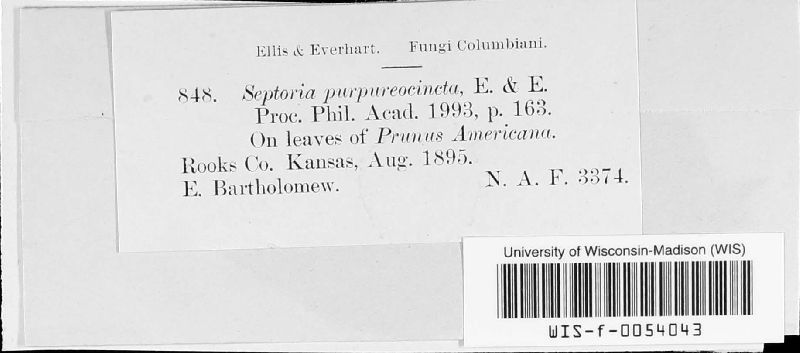 Ellis & Everhart. Fungi Columbiani.
848. Septoria purpureocincta, E. & E.
Proc. Phil. Acad. 1993, p. 163.
On leaves of Prunus Americana.
Rooks Co. Kansas, Aug. 1895.
E. Bartholomew. N. A. F. 3374.
University of Wisconsin-Madison (WIS)
WIS-f-0054043